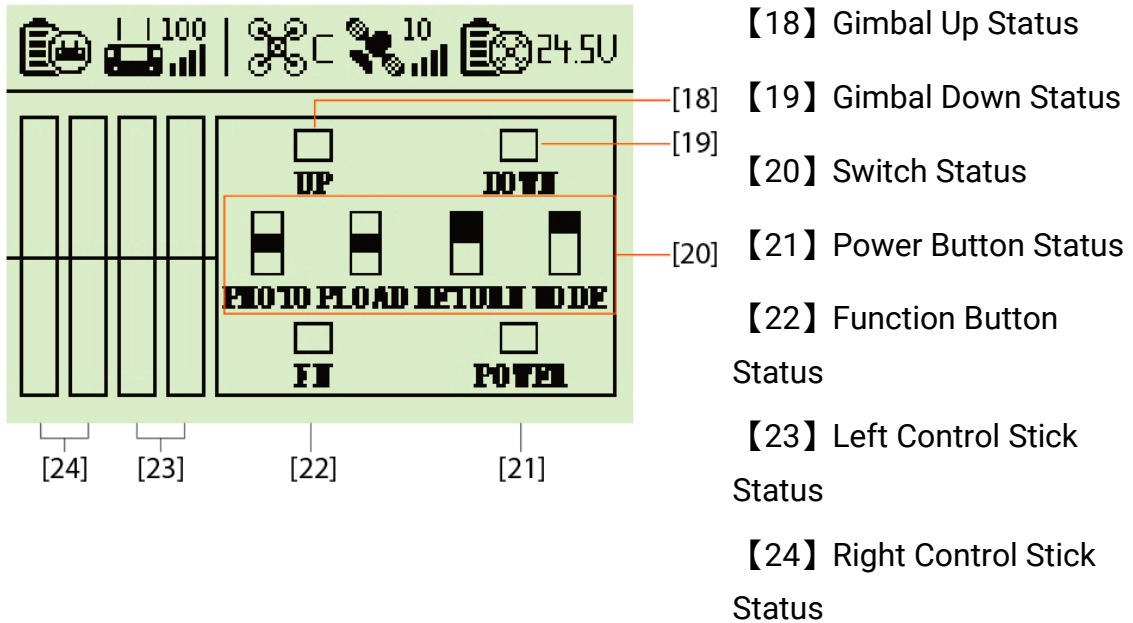 100 C 10 24.5V
[18]
[19]
UP DOWN
[20]
PHOTO PLOAD RETURN MODE
FN POWER
[24] [23] [22] [21]
【18】Gimbal Up Status
【19】Gimbal Down Status
【20】Switch Status
【21】Power Button Status
【22】Function Button
Status
【23】Left Control Stick
Status
【24】Right Control Stick
Status